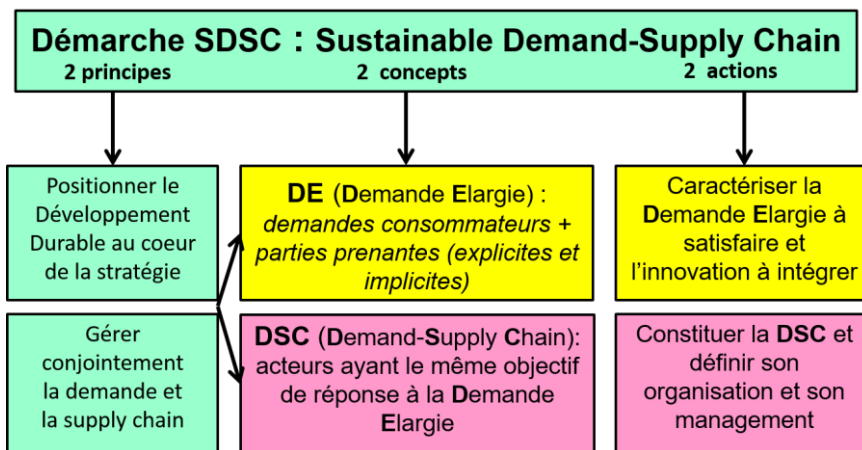 Démarche SDSC : Sustainable Demand-Supply Chain
2 principes 2 concepts 2 actions
Positionner le
Développement
Durable au coeur
de la stratégie
DE (Demande Elargie) :
demandes consommateurs +
parties prenantes (explicites et
implicites)
Caractériser la
Demande Elargie à
satisfaire et
l’innovation à intégrer
Gérer
conjointement
la demande et
la supply chain
DSC (Demand-Supply Chain):
acteurs ayant le même objectif
de réponse à la Demande
Elargie
Constituer la DSC et
définir son
organisation et son
management